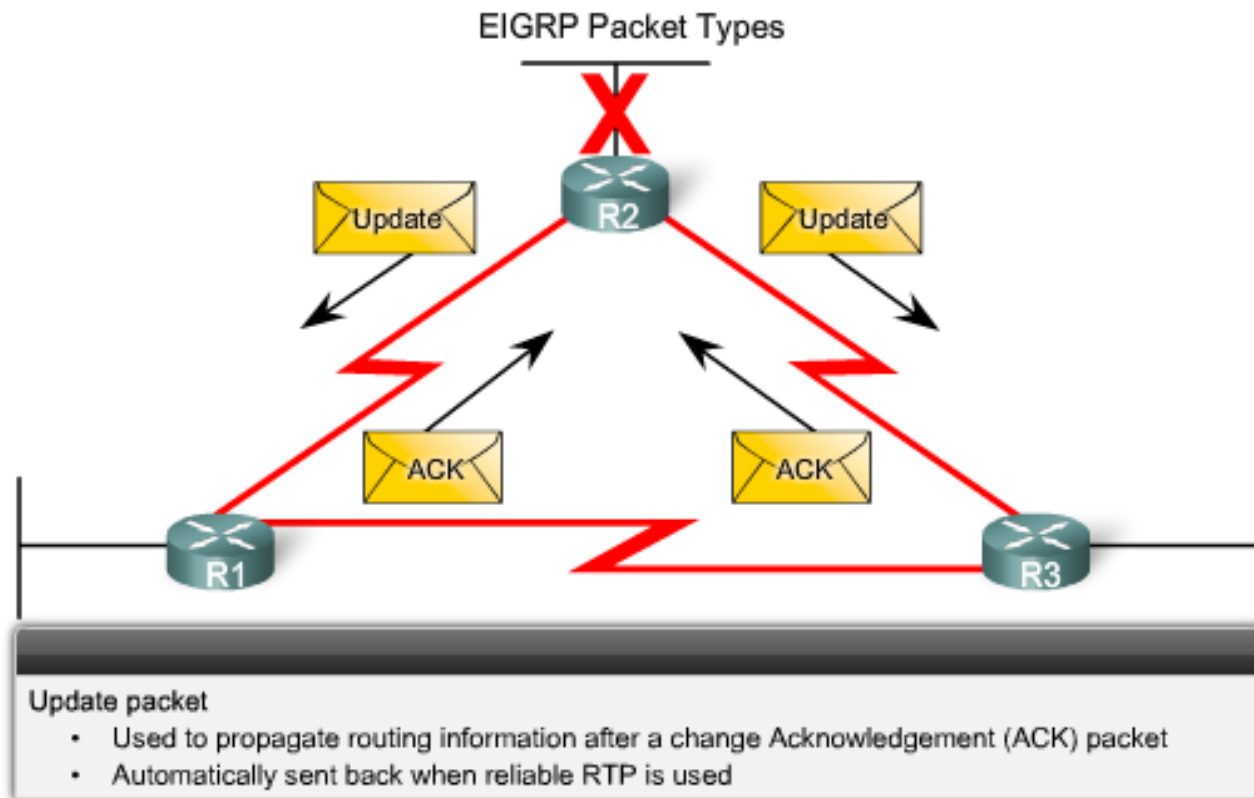 EIGRP Packet Types
X
Update
R2
Update
ACK
ACK
R1
R3
Update packet
• Used to propagate routing information after a change Acknowledgement (ACK) packet
• Automatically sent back when reliable RTP is used